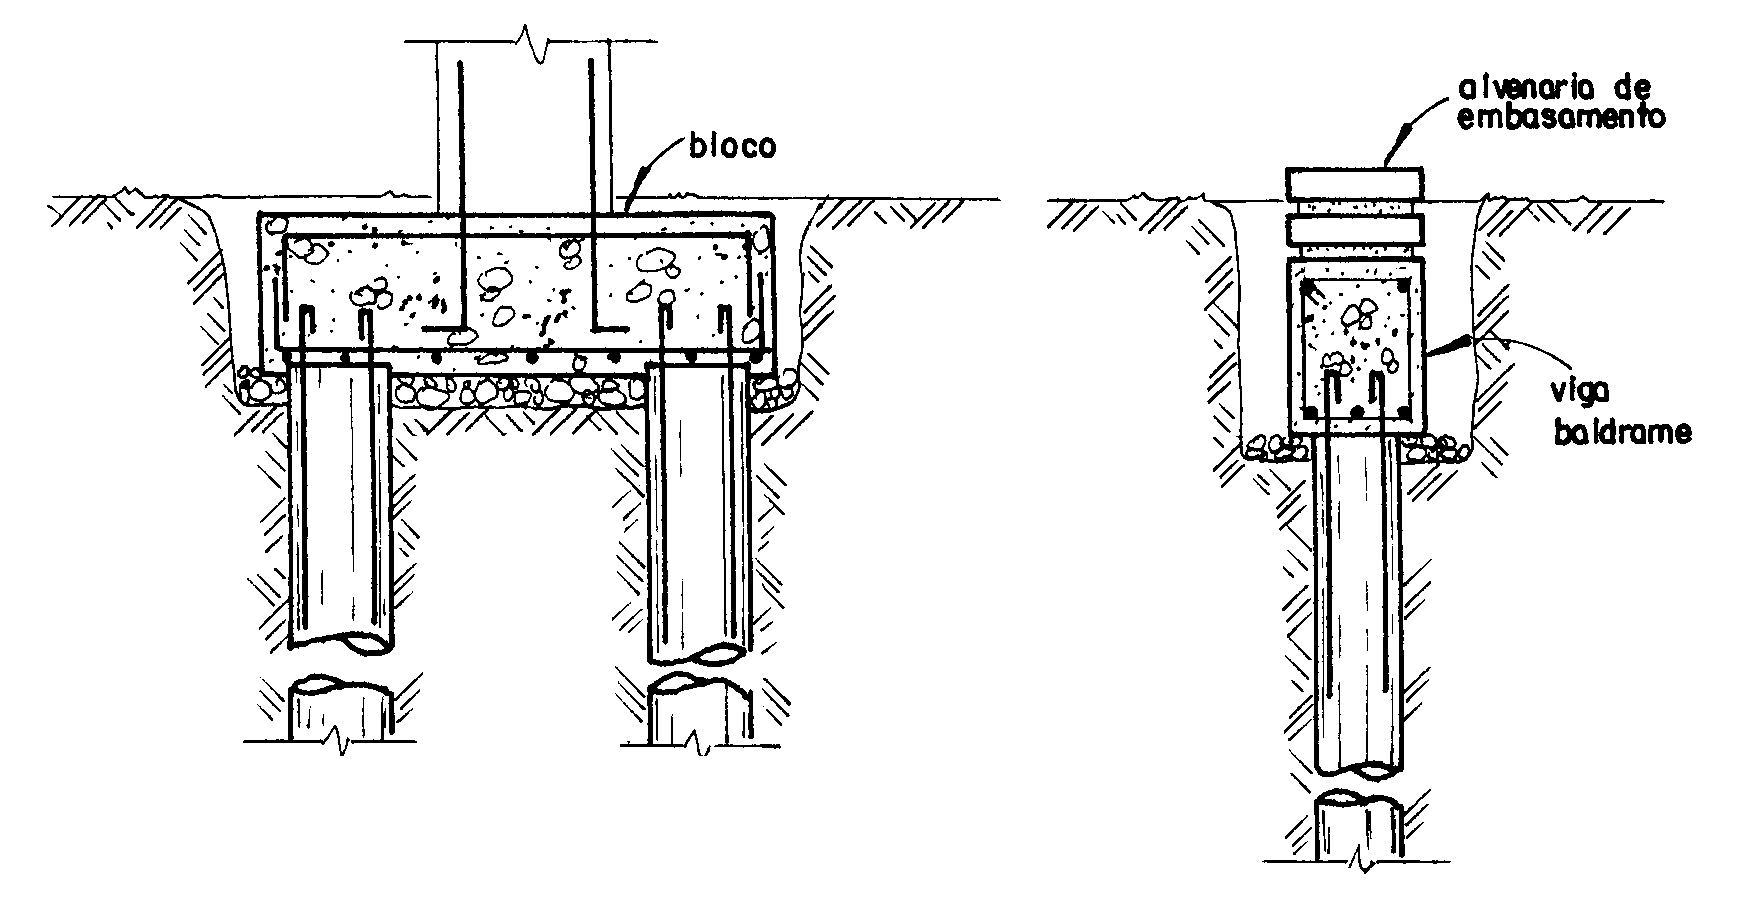 bloco
alvenaria de
embasamento
viga
baldrame